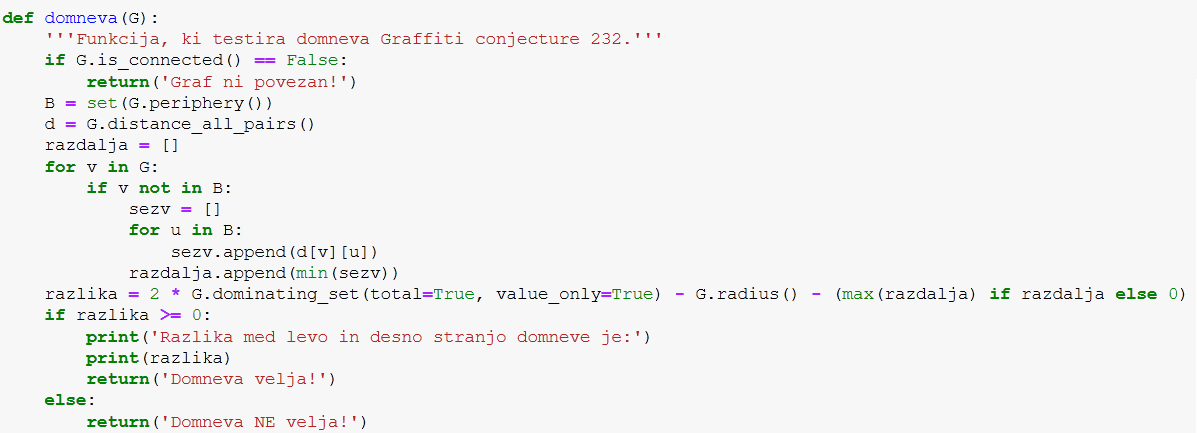 def domneva(G):
    '''Funkcija, ki testira domneva Graffiti conjecture 232.'''
    if G.is_connected() == False:
        return('Graf ni povezan!')
    B = set(G.periphery())
    d = G.distance_all_pairs()
    razdalja = []
    for v in G:
        if v not in B:
            sezv = []
            for u in B:
                sezv.append(d[v][u])
            razdalja.append(min(sezv))
    razlika = 2 * G.dominating_set(total=True, value_only=True) - G.radius() - (max(razdalja) if razdalja else 0)
    if razlika >= 0:
        print('Razlika med levo in desno stranjo domneve je:')
        print(razlika)
        return('Domneva velja!')
    else:
        return('Domneva NE velja!')